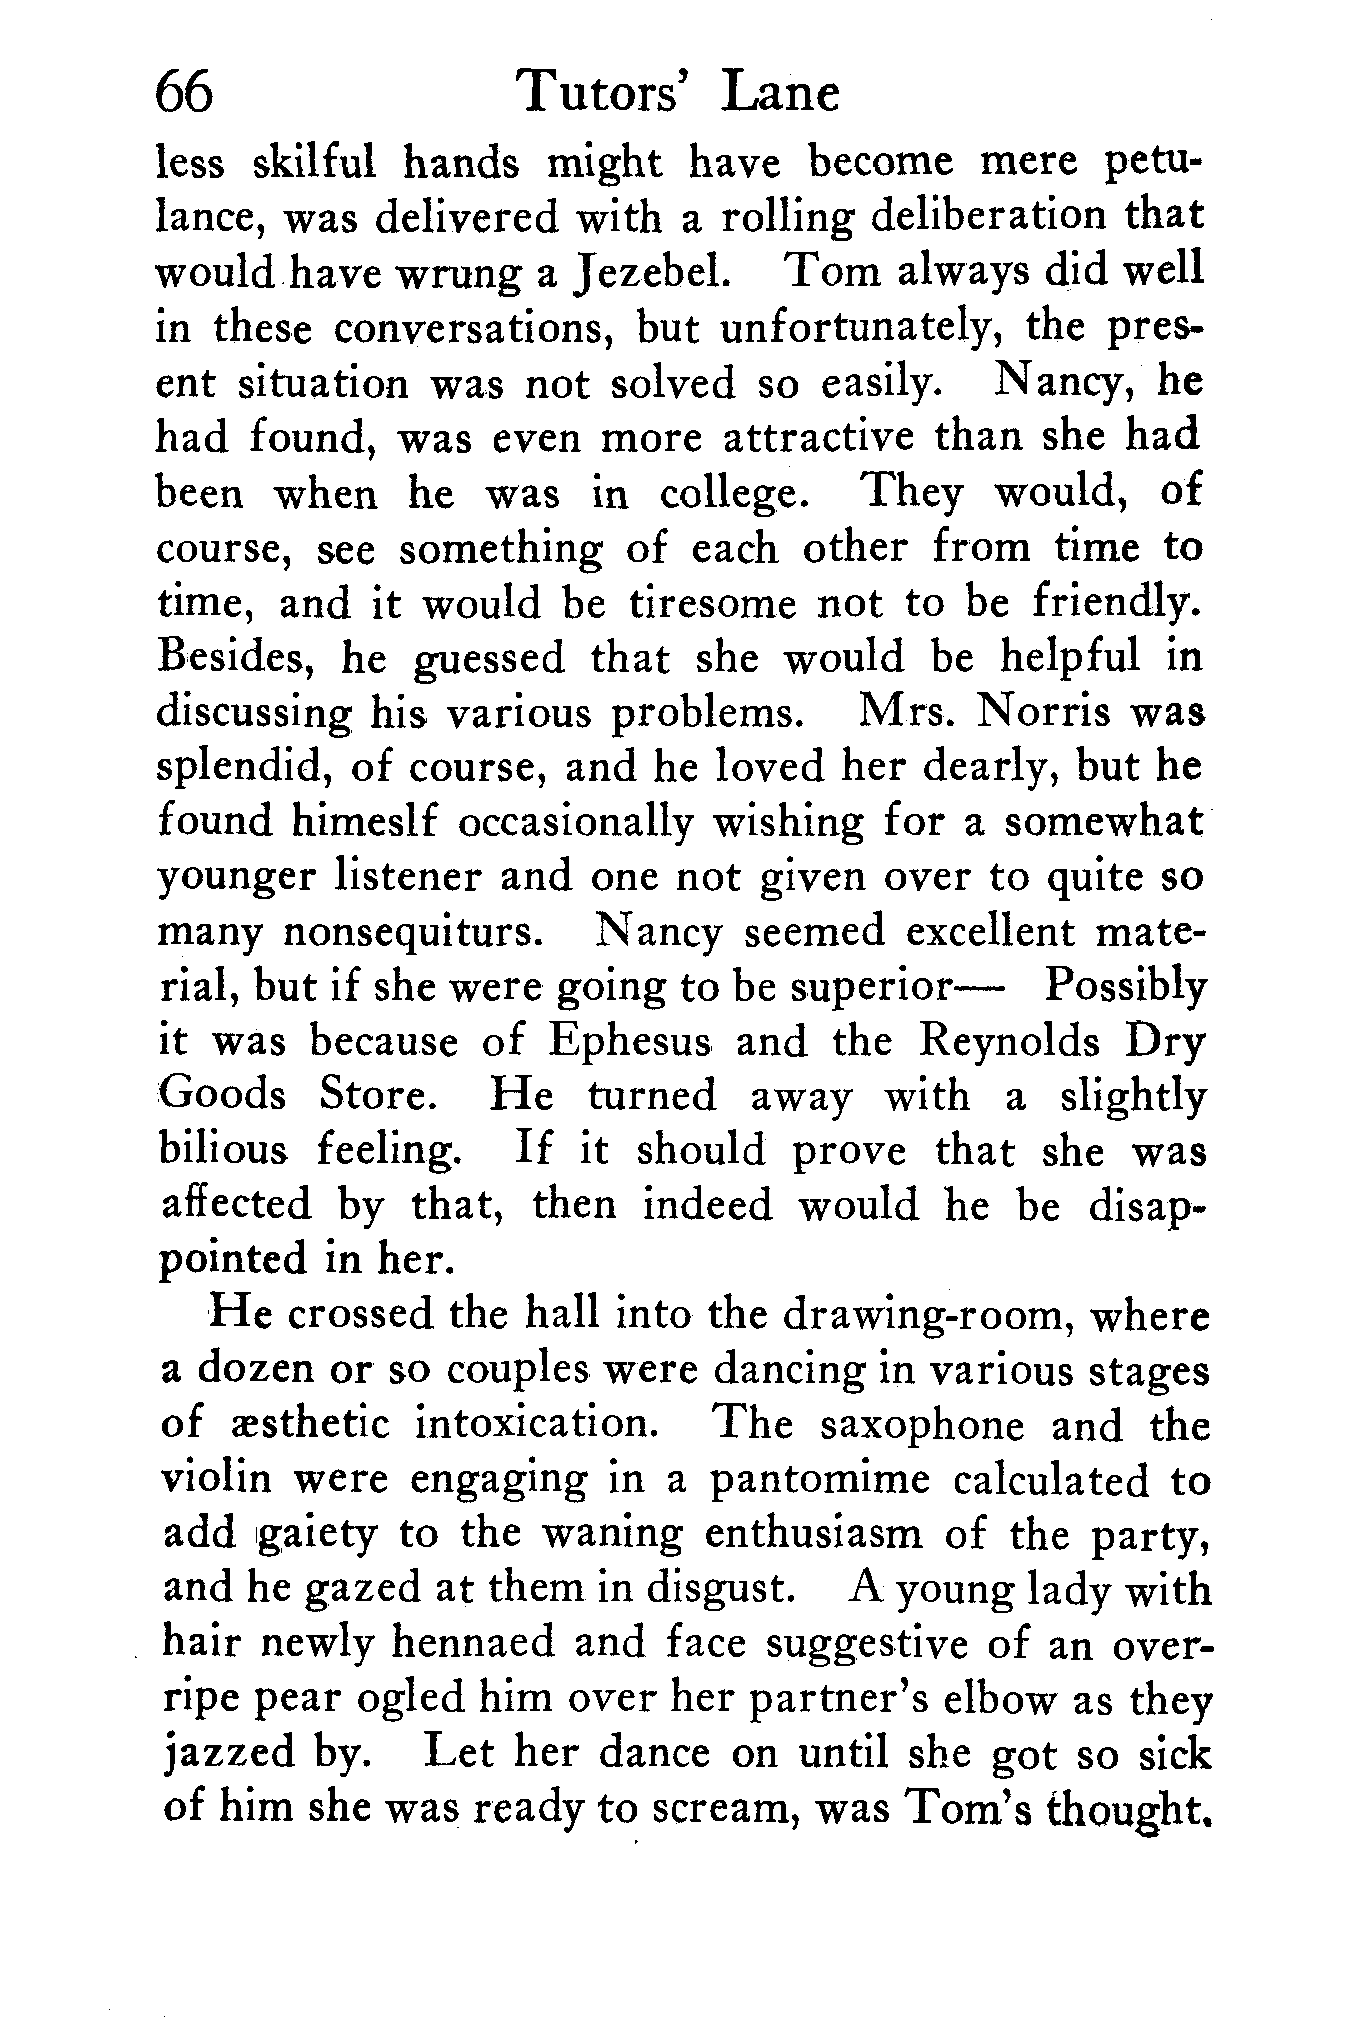 66 Tutors’ Lane
less skilful hands might have become mere petu-
lance, was delivered with a rolling deliberation that
would have wrung a Jezebel. Tom always did well
in these conversations, but unfortunately, the pres-
ent situation was not solved so easily. Nancy, he
had found, was even more attractive than she had
been when he was in college. They would, of
course, see something of each other from time to
time, and it would be tiresome not to be friendly.
Besides, he guessed that she would be helpful in
discussing his various problems. Mrs. Norris was
splendid, of course, and he loved her dearly, but he
found himeslf occasionally wishing for a somewhat
younger listener and one not given over to quite so
many nonsequiturs. Nancy seemed excellent mate-
rial, but if she were going to be superior— Possibly
it was because of Ephesus and the Reynolds Dry
Goods Store. He turned away with a slightly
bilious feeling. If it should prove that she was
affected by that, then indeed would he be disap-
pointed in her.
He crossed the hall into the drawing-room, where
a dozen or so couples were dancing in various stages
of æsthetic intoxication. The saxophone and the
violin were engaging in a pantomime calculated to
add gaiety to the waning enthusiasm of the party,
and he gazed at them in disgust. A young lady with
hair newly hennaed and face suggestive of an over-
ripe pear ogled him over her partner’s elbow as they
jazzed by. Let her dance on until she got so sick
of him she was ready to scream, was Tom’s thought.